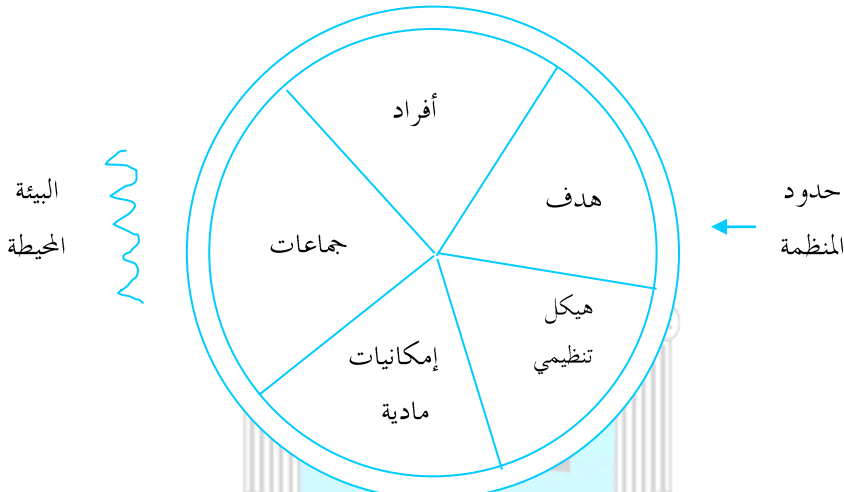 أفراد
هدف
حدود
المنظمة
البيئة
المحيطة
جماعات
هيكل
تنظيمي
إمكانيات
مادية